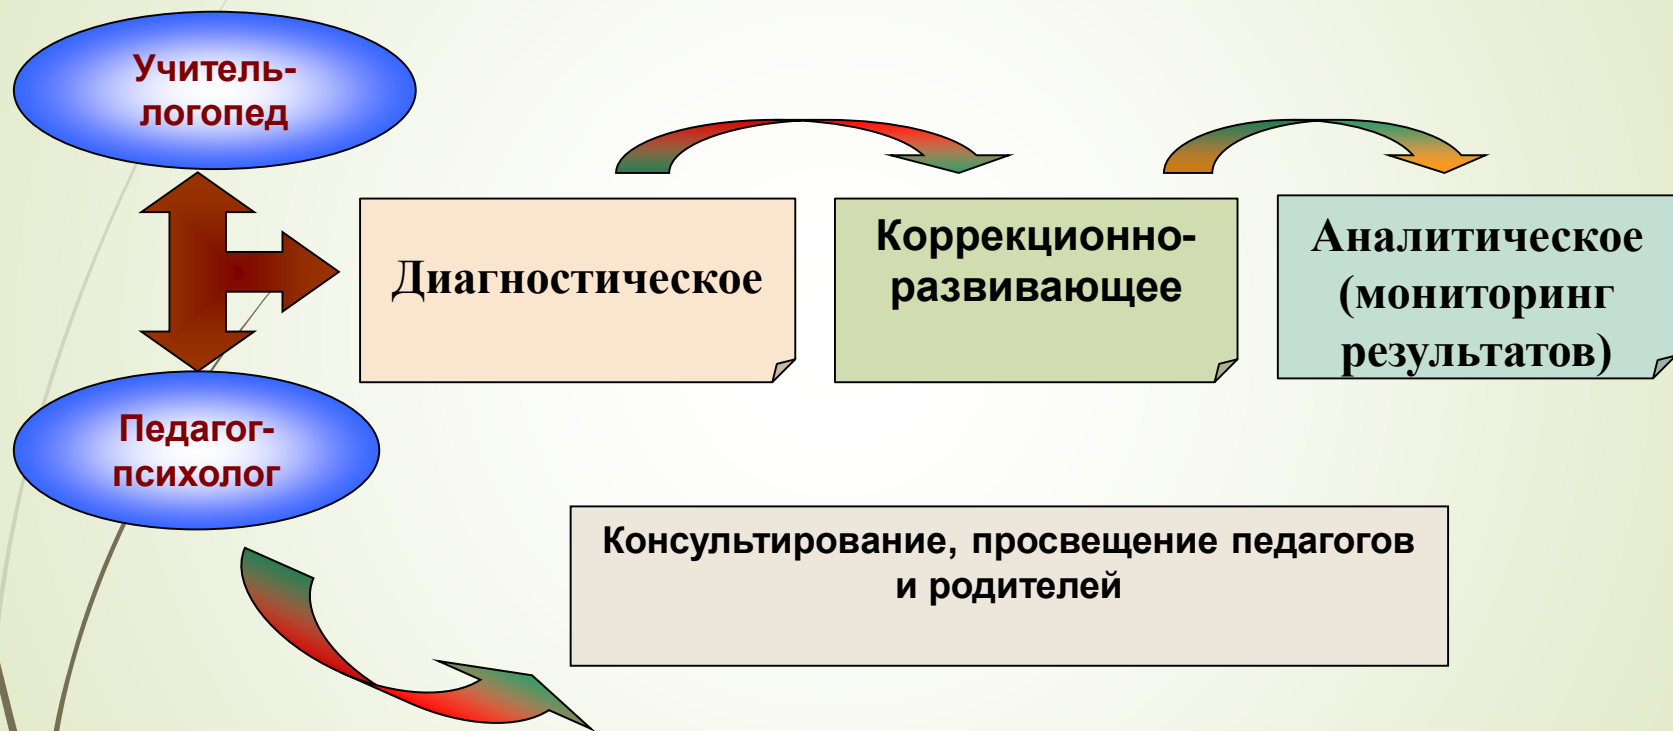 Учитель-
логопед
Диагностическое
Коррекционно-
развивающее
Аналитическое
(мониторинг
результатов)
Педагог-
психолог
Консультирование, просвещение педагогов
и родителей